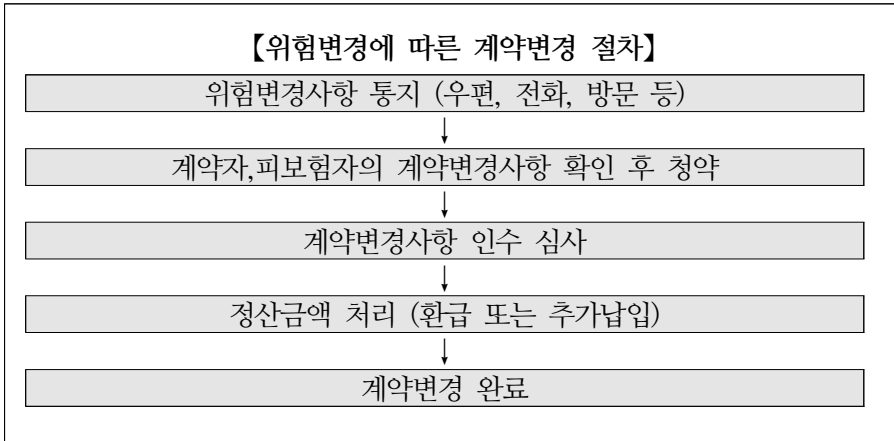 【위험변경에 따른 계약변경 절차】
위험변경사항 통지 (우편, 전화, 방문 등)
계약자,피보험자의 계약변경사항 확인 후 청약
계약변경사항 인수 심사
정산금액 처리 (환급 또는 추가납입)
계약변경 완료